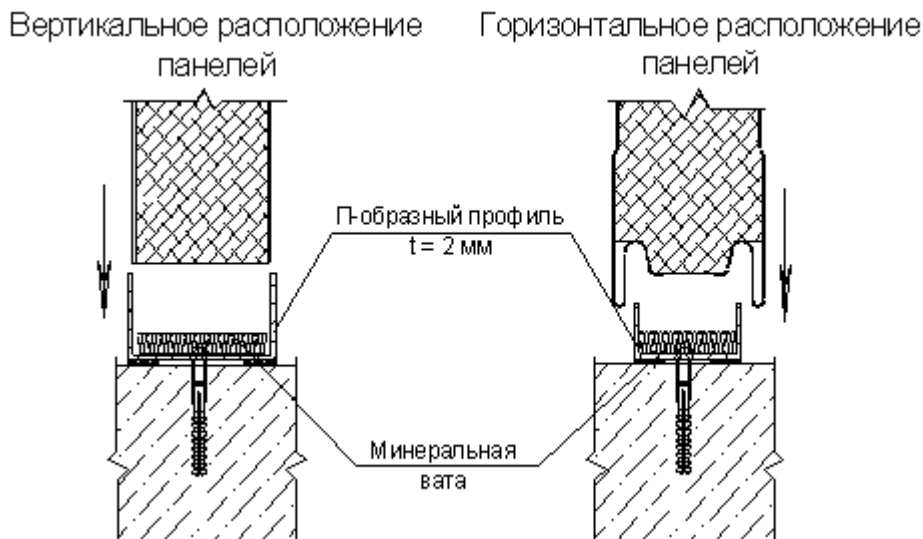 Вертикальное расположение
панелей
Горизонтальное расположение
панелей
П-образный профиль
t = 2 мм
Минеральная
вата